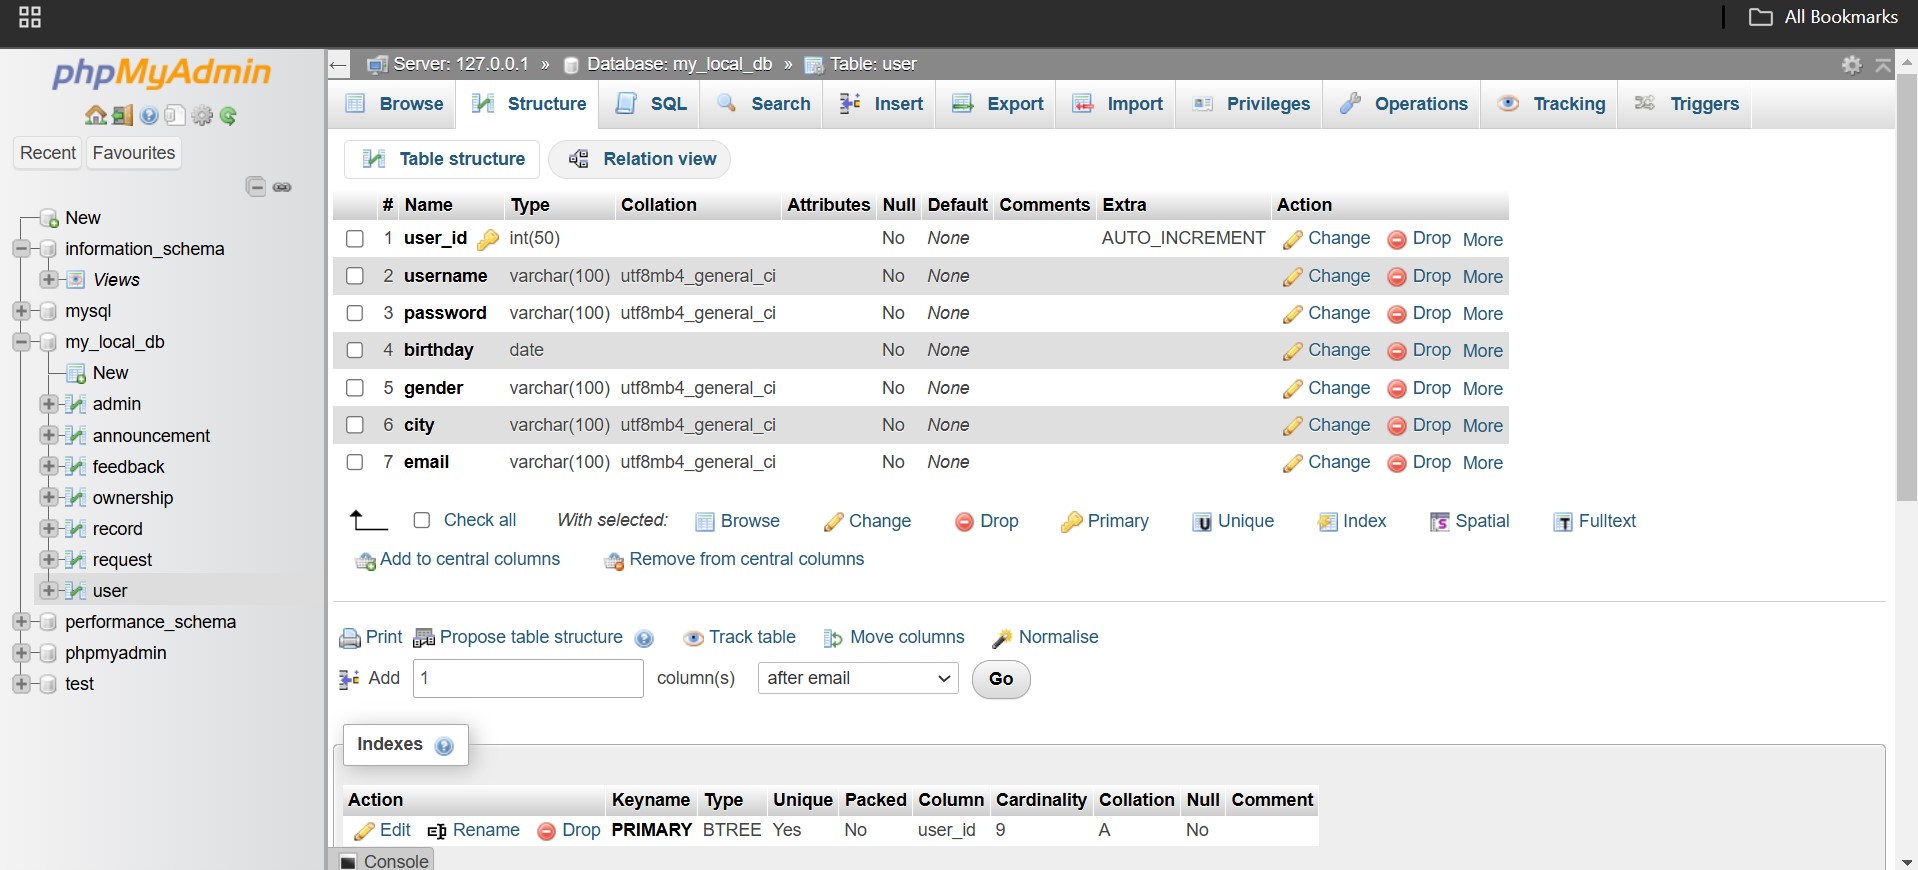 All Bookmarks
phpMyAdmin
Recent Favourites
New
information_schema
Views
mysql
my_local_db
New
admin
announcement
feedback
ownership
record
request
user
performance_schema
phpmyadmin
test
Server: 127.0.0.1 » Database: my_local_db » Table: user
Browse Structure SQL Search Insert Export Import Privileges Operations Tracking Triggers
Table structure Relation view
# Name Type Collation Attributes Null Default Comments Extra Action
1 user_id int(50) No None AUTO_INCREMENT Change Drop More
2 username varchar(100) utf8mb4_general_ci No None Change Drop More
3 password varchar(100) utf8mb4_general_ci No None Change Drop More
4 birthday date No None Change Drop More
5 gender varchar(100) utf8mb4_general_ci No None Change Drop More
6 city varchar(100) utf8mb4_general_ci No None Change Drop More
7 email varchar(100) utf8mb4_general_ci No None Change Drop More
Check all With selected: Browse Change Drop Primary Unique Index Spatial Fulltext
Add to central columns Remove from central columns
Print Propose table structure Track table Move columns Normalise
Add 1 column(s) after email Go
Indexes
Action Keyname Type Unique Packed Column Cardinality Collation Null Comment
Edit Rename Drop PRIMARY BTREE Yes No user_id 9 A No
Console